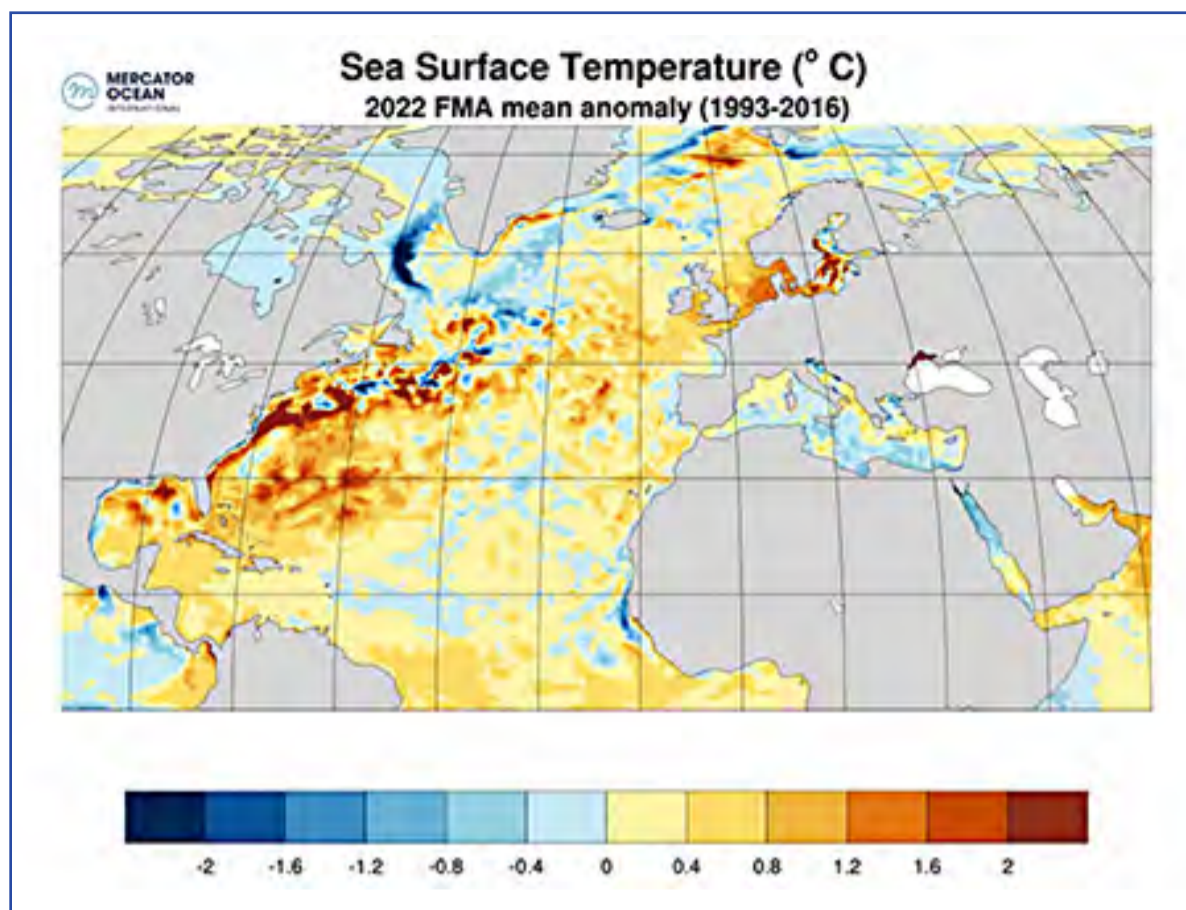 MERCATOR
OCEAN
INTERNATIONAL
Sea Surface Temperature (° C)
2022 FMA mean anomaly (1993-2016)
-2 -1.6 -1.2 -0.8 -0.4 0 0.4 0.8 1.2 1.6 2